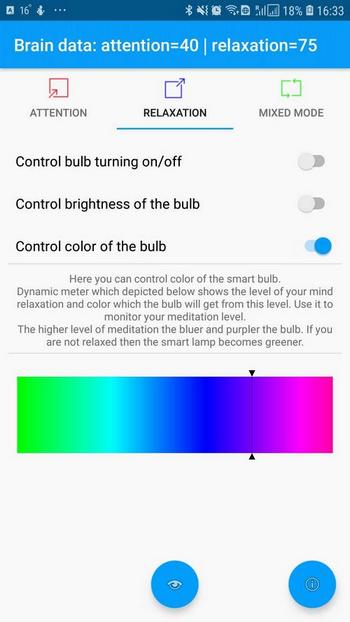 A 16° ... 18% 16:33
Brain data: attention=40 | relaxation=75
ATTENTION RELAXATION MIXED MODE
Control bulb turning on/off
Control brightness of the bulb
Control color of the bulb
Here you can control color of the smart bulb.
Dynamic meter which depicted below shows the level of your mind
relaxation and color which the bulb will get from this level. Use it to
monitor your meditation level.
The higher level of meditation the bluer and purpler the bulb. If you
are not relaxed then the smart lamp becomes greener.